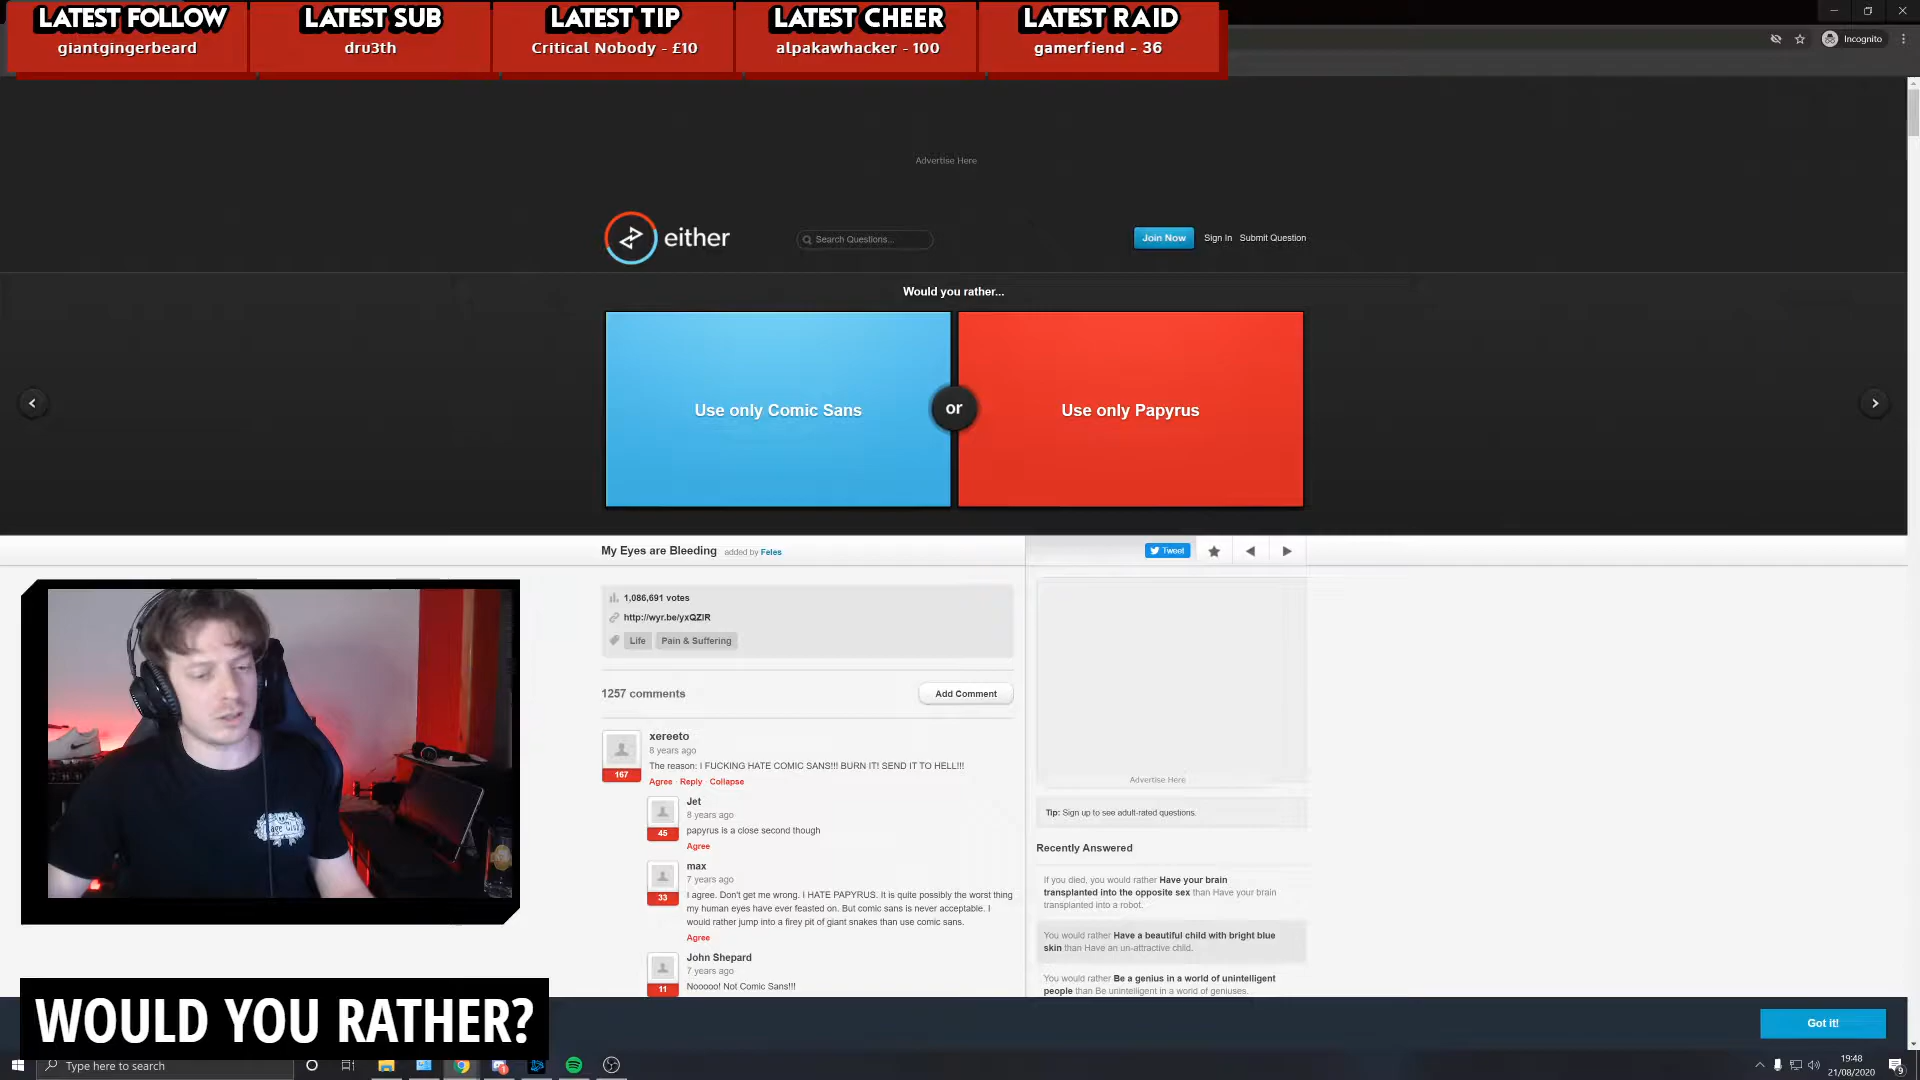 LATEST FOLLOW
giantgingerbeard
LATEST SUB
dru3th
LATEST TIP
Critical Nobody - £10
LATEST CHEER
alpakawhacker - 100
LATEST RAID
gamerfiend - 36
Incognito
Advertise Here
either
Search Questions...
Join Now
Sign In
Submit Question
Would you rather...
Use only Comic Sans
or
Use only Papyrus
My Eyes are Bleeding added by Feles
Tweet
1,086,691 votes
http://wyr.be/yxQZlR
Life
Pain & Suffering
1257 comments
Add Comment
xereeto
8 years ago
The reason: I FUCKING HATE COMIC SANS!!! BURN IT! SEND IT TO HELL!!!
167
Agree · Reply · Collapse
Jet
8 years ago
papyrus is a close second though
45
Agree
max
7 years ago
I agree. Don't get me wrong. I HATE PAPYRUS. It is quite possibly the worst thing
my human eyes have ever feasted on. But comic sans is never acceptable. I
would rather jump into a firey pit of giant snakes than use comic sans.
33
Agree
John Shepard
7 years ago
Nooooo! Not Comic Sans!!!
11
Advertise Here
Tip: Sign up to see adult-rated questions.
Recently Answered
If you died, you would rather Have your brain
transplanted into the opposite sex than Have your brain
transplanted into a robot.
You would rather Have a beautiful child with bright blue
skin than Have an un-attractive child.
You would rather Be a genius in a world of unintelligent
people than Be unintelligent in a world of geniuses.
WOULD YOU RATHER?
Got it!
Type here to search
19:48
21/08/2020